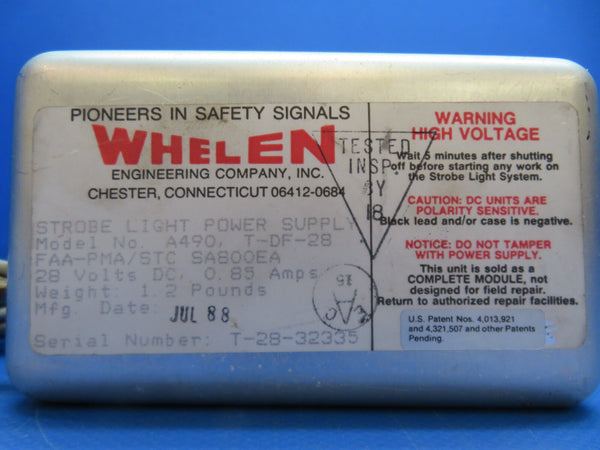 PIONEERS IN SAFETY SIGNALS
WHELEN
ENGINEERING COMPANY, INC.
CHESTER, CONNECTICUT 06412-0684
STROBE LIGHT POWER SUPPLY
Model No. A490, T-DF-28
FAA-PMA/STC SA800EA
28 Volts DC, 0.85 Amps
Weight: 1.2 Pounds
Mfg. Date: JUL 88
Serial Number: T-28-32335
TESTED
INSP.
BY
18
15
WARNING
HIGH VOLTAGE
Wait 5 minutes after shutting
off before starting any work on
the Strobe Light System.
CAUTION: DC UNITS ARE
POLARITY SENSITIVE.
Black lead and/or case is negative.
NOTICE: DO NOT TAMPER
WITH POWER SUPPLY.
This unit is sold as a
COMPLETE MODULE, not
designed for field repair.
Return to authorized repair facilities.
U.S. Patent Nos. 4,013,921
and 4,321,507 and other Patents
Pending.